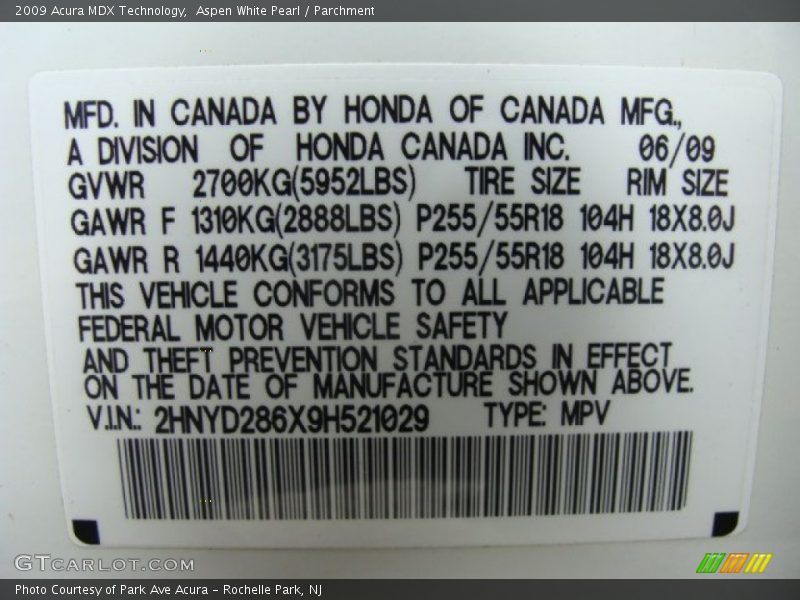 2009 Acura MDX Technology,  Aspen White Pearl / Parchment
MFD. IN CANADA BY HONDA OF CANADA MFG.,
A DIVISION OF HONDA CANADA INC. 06/09
GVWR 2700KG(5952LBS) TIRE SIZE RIM SIZE
GAWR F 1310KG(2888LBS) P255/55R18 104H 18X8.0J
GAWR R 1440KG(3175LBS) P255/55R18 104H 18X8.0J
THIS VEHICLE CONFORMS TO ALL APPLICABLE
FEDERAL MOTOR VEHICLE SAFETY
AND THEFT PREVENTION STANDARDS IN EFFECT
ON THE DATE OF MANUFACTURE SHOWN ABOVE.
V.I.N.: 2HNYD286X9H521029 TYPE: MPV
GTCARLOT.COM
Photo Courtesy of Park Ave Acura - Rochelle Park, NJ